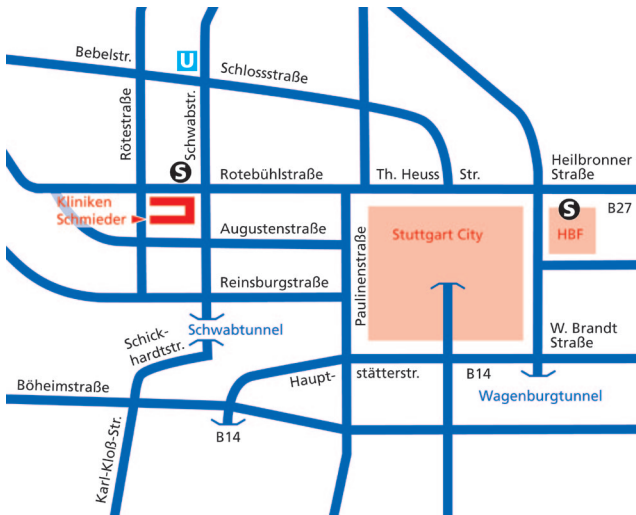 Bebelstr.
U
Schlossstraße
Rötestraße
Schwabstr.
S
Rotebühlstraße
Th. Heuss
Str.
Heilbronner
Straße
Kliniken
Schmieder
S
B27
Augustenstraße
Paulinenstraße
Stuttgart City
HBF
Reinsburgstraße
Schick-
hardtstr.
Schwabtunnel
W. Brandt
Straße
Böheimstraße
Haupt-
stätterstr.
B14
Wagenburgtunnel
Karl-Kloß-Str.
B14